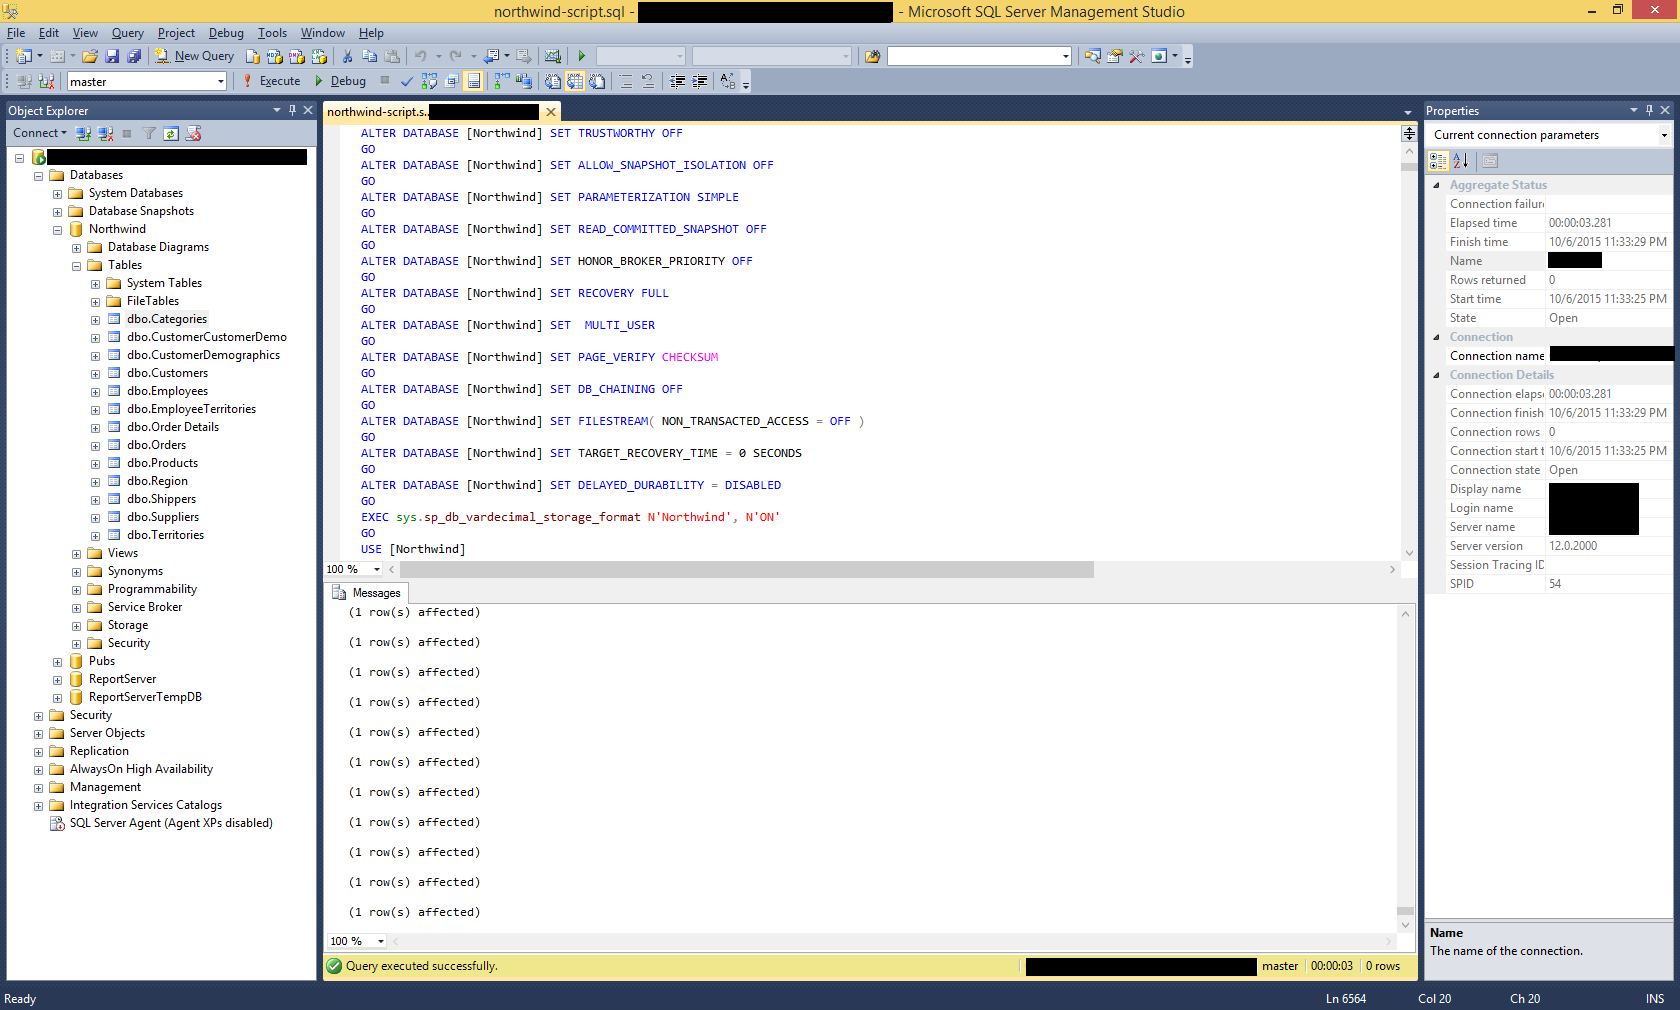 northwind-script.sql - - Microsoft SQL Server Management Studio
File Edit View Query Project Debug Tools Window Help
New Query
master Execute Debug
Object Explorer
Connect
Databases
System Databases
Database Snapshots
Northwind
Database Diagrams
Tables
System Tables
FileTables
dbo.Categories
dbo.CustomerCustomerDemo
dbo.CustomerDemographics
dbo.Customers
dbo.Employees
dbo.EmployeeTerritories
dbo.Order Details
dbo.Orders
dbo.Products
dbo.Region
dbo.Shippers
dbo.Suppliers
dbo.Territories
Views
Synonyms
Programmability
Service Broker
Storage
Security
Pubs
ReportServer
ReportServerTempDB
Security
Server Objects
Replication
AlwaysOn High Availability
Management
Integration Services Catalogs
SQL Server Agent (Agent XPs disabled)
northwind-script.s...
ALTER DATABASE [Northwind] SET TRUSTWORTHY OFF
GO
ALTER DATABASE [Northwind] SET ALLOW_SNAPSHOT_ISOLATION OFF
GO
ALTER DATABASE [Northwind] SET PARAMETERIZATION SIMPLE
GO
ALTER DATABASE [Northwind] SET READ_COMMITTED_SNAPSHOT OFF
GO
ALTER DATABASE [Northwind] SET HONOR_BROKER_PRIORITY OFF
GO
ALTER DATABASE [Northwind] SET RECOVERY FULL
GO
ALTER DATABASE [Northwind] SET  MULTI_USER
GO
ALTER DATABASE [Northwind] SET PAGE_VERIFY CHECKSUM
GO
ALTER DATABASE [Northwind] SET DB_CHAINING OFF
GO
ALTER DATABASE [Northwind] SET FILESTREAM( NON_TRANSACTED_ACCESS = OFF )
GO
ALTER DATABASE [Northwind] SET TARGET_RECOVERY_TIME = 0 SECONDS
GO
ALTER DATABASE [Northwind] SET DELAYED_DURABILITY = DISABLED
GO
EXEC sys.sp_db_vardecimal_storage_format N'Northwind', N'ON'
GO
USE [Northwind]
100 %
Messages
(1 row(s) affected)
(1 row(s) affected)
(1 row(s) affected)
(1 row(s) affected)
(1 row(s) affected)
(1 row(s) affected)
(1 row(s) affected)
(1 row(s) affected)
(1 row(s) affected)
(1 row(s) affected)
(1 row(s) affected)
100 %
Query executed successfully. master 00:00:03 0 rows
Properties
Current connection parameters
Aggregate Status
Connection failure
Elapsed time 00:00:03.281
Finish time 10/6/2015 11:33:29 PM
Name
Rows returned 0
Start time 10/6/2015 11:33:25 PM
State Open
Connection
Connection name
Connection Details
Connection elaps 00:00:03.281
Connection finish 10/6/2015 11:33:29 PM
Connection rows 0
Connection start t 10/6/2015 11:33:25 PM
Connection state Open
Display name
Login name
Server name
Server version 12.0.2000
Session Tracing ID
SPID 54
Name
The name of the connection.
Ready Ln 6564 Col 20 Ch 20 INS